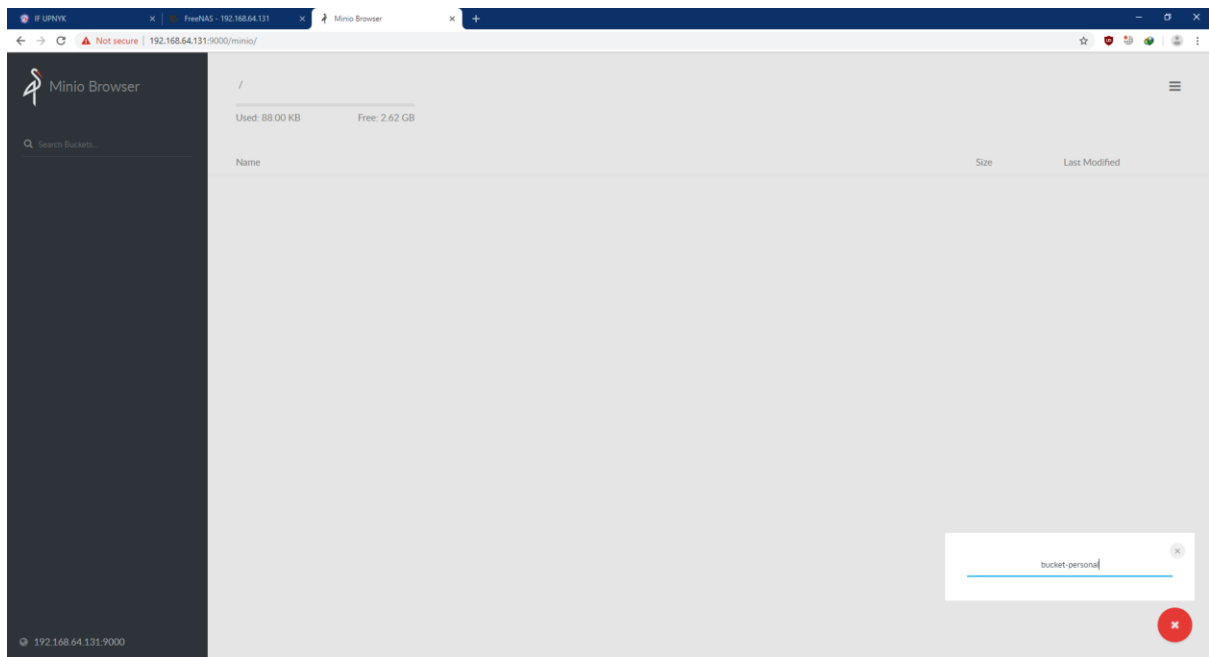 IF UPNYK
FreeNAS - 192.168.64.131
Minio Browser
Not secure | 192.168.64.131:9000/minio/
Minio Browser
/
Used: 88.00 KB
Free: 2.62 GB
Search Buckets...
Name
Size
Last Modified
bucket-personal
192.168.64.131:9000